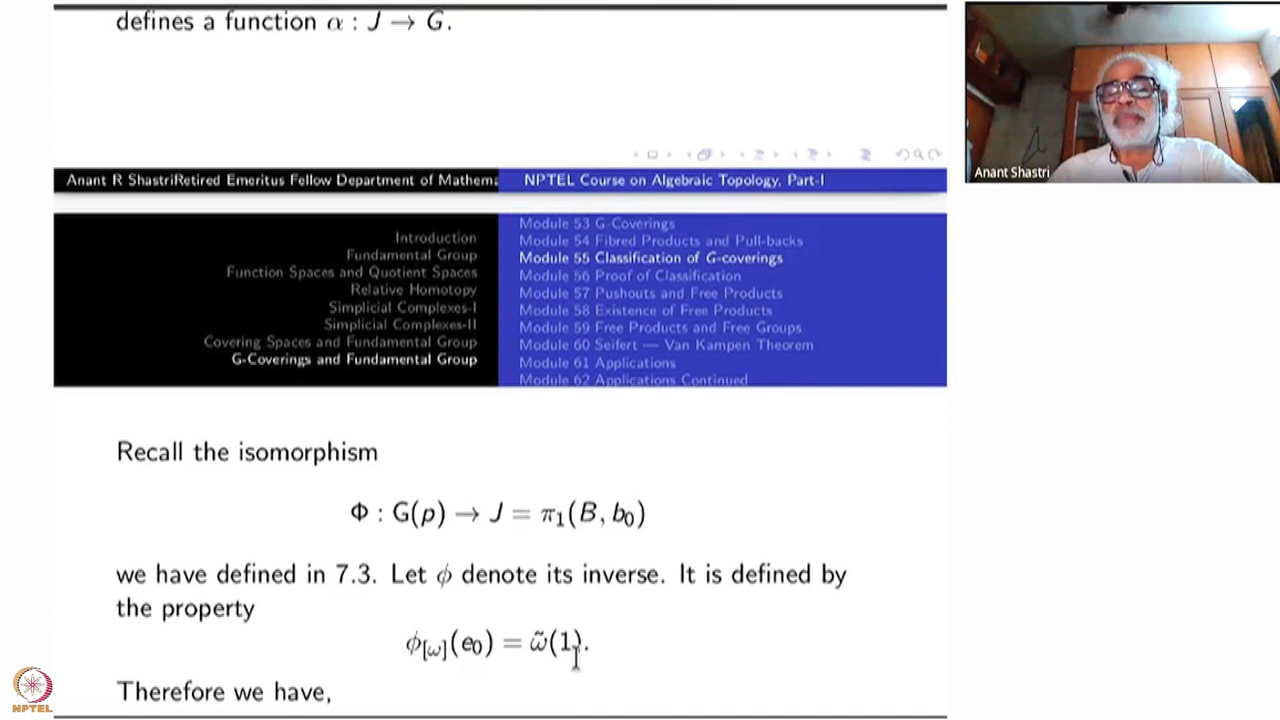 defines a function α : J → G.
Anant Shastri
Anant R ShastriRetired Emeritus Fellow Department of Mathema
NPTEL Course on Algebraic Topology, Part-I
Introduction
Fundamental Group
Function Spaces and Quotient Spaces
Relative Homotopy
Simplicial Complexes-I
Simplicial Complexes-II
Covering Spaces and Fundamental Group
G-Coverings and Fundamental Group
Module 53 G-Coverings
Module 54 Fibred Products and Pull-backs
Module 55 Classification of G-coverings
Module 56 Proof of Classification
Module 57 Pushouts and Free Products
Module 58 Existence of Free Products
Module 59 Free Products and Free Groups
Module 60 Seifert — Van Kampen Theorem
Module 61 Applications
Module 62 Applications Continued
Recall the isomorphism
Φ : G(p) → J = π₁(B, b₀)
we have defined in 7.3. Let ϕ denote its inverse. It is defined by
the property
ϕ_[ω](e₀) = ω̃(1).
Therefore we have,
NPTEL